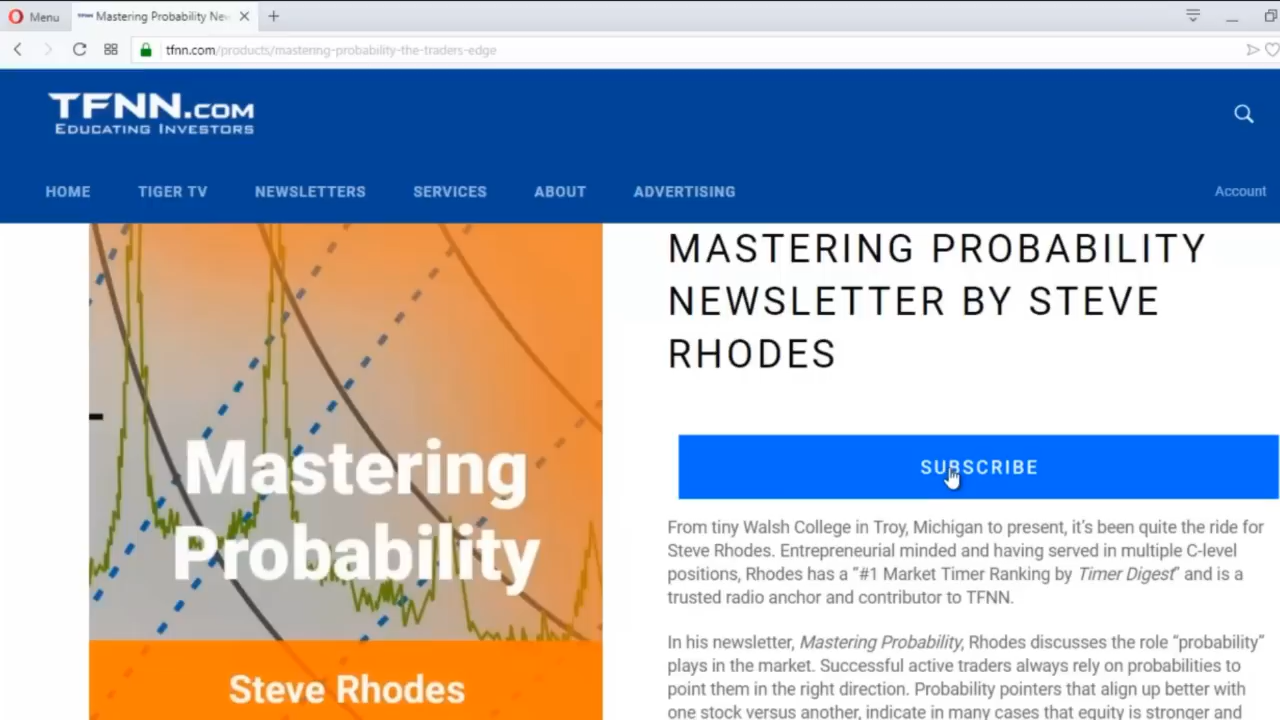 Menu
Mastering Probability New
tfnn.com/products/mastering-probability-the-traders-edge
TFNN.COM
EDUCATING INVESTORS
HOME TIGER TV NEWSLETTERS SERVICES ABOUT ADVERTISING Account
Mastering
Probability
Steve Rhodes
MASTERING PROBABILITY
NEWSLETTER BY STEVE
RHODES
SUBSCRIBE
From tiny Walsh College in Troy, Michigan to present, it's been quite the ride for
Steve Rhodes. Entrepreneurial minded and having served in multiple C-level
positions, Rhodes has a "#1 Market Timer Ranking by Timer Digest" and is a
trusted radio anchor and contributor to TFNN.
In his newsletter, Mastering Probability, Rhodes discusses the role "probability"
plays in the market. Successful active traders always rely on probabilities to
point them in the right direction. Probability pointers that align up better with
one stock versus another, indicate in many cases that equity is stronger and